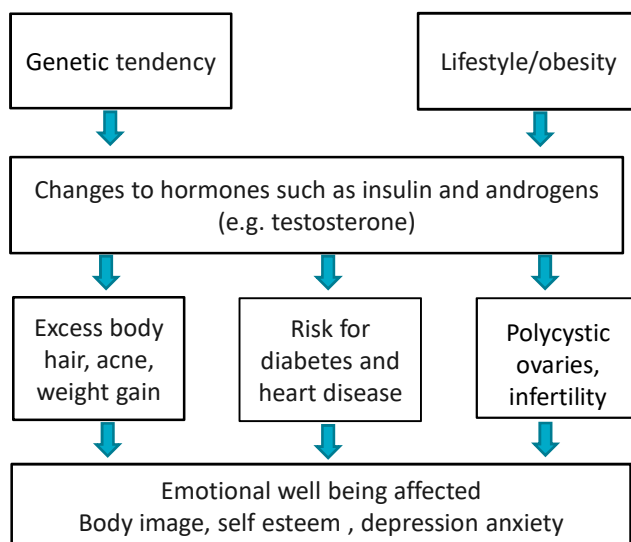 Genetic tendency
Lifestyle/obesity
Changes to hormones such as insulin and androgens
(e.g. testosterone)
Excess body
hair, acne,
weight gain
Risk for
diabetes and
heart disease
Polycystic
ovaries,
infertility
Emotional well being affected
Body image, self esteem , depression anxiety